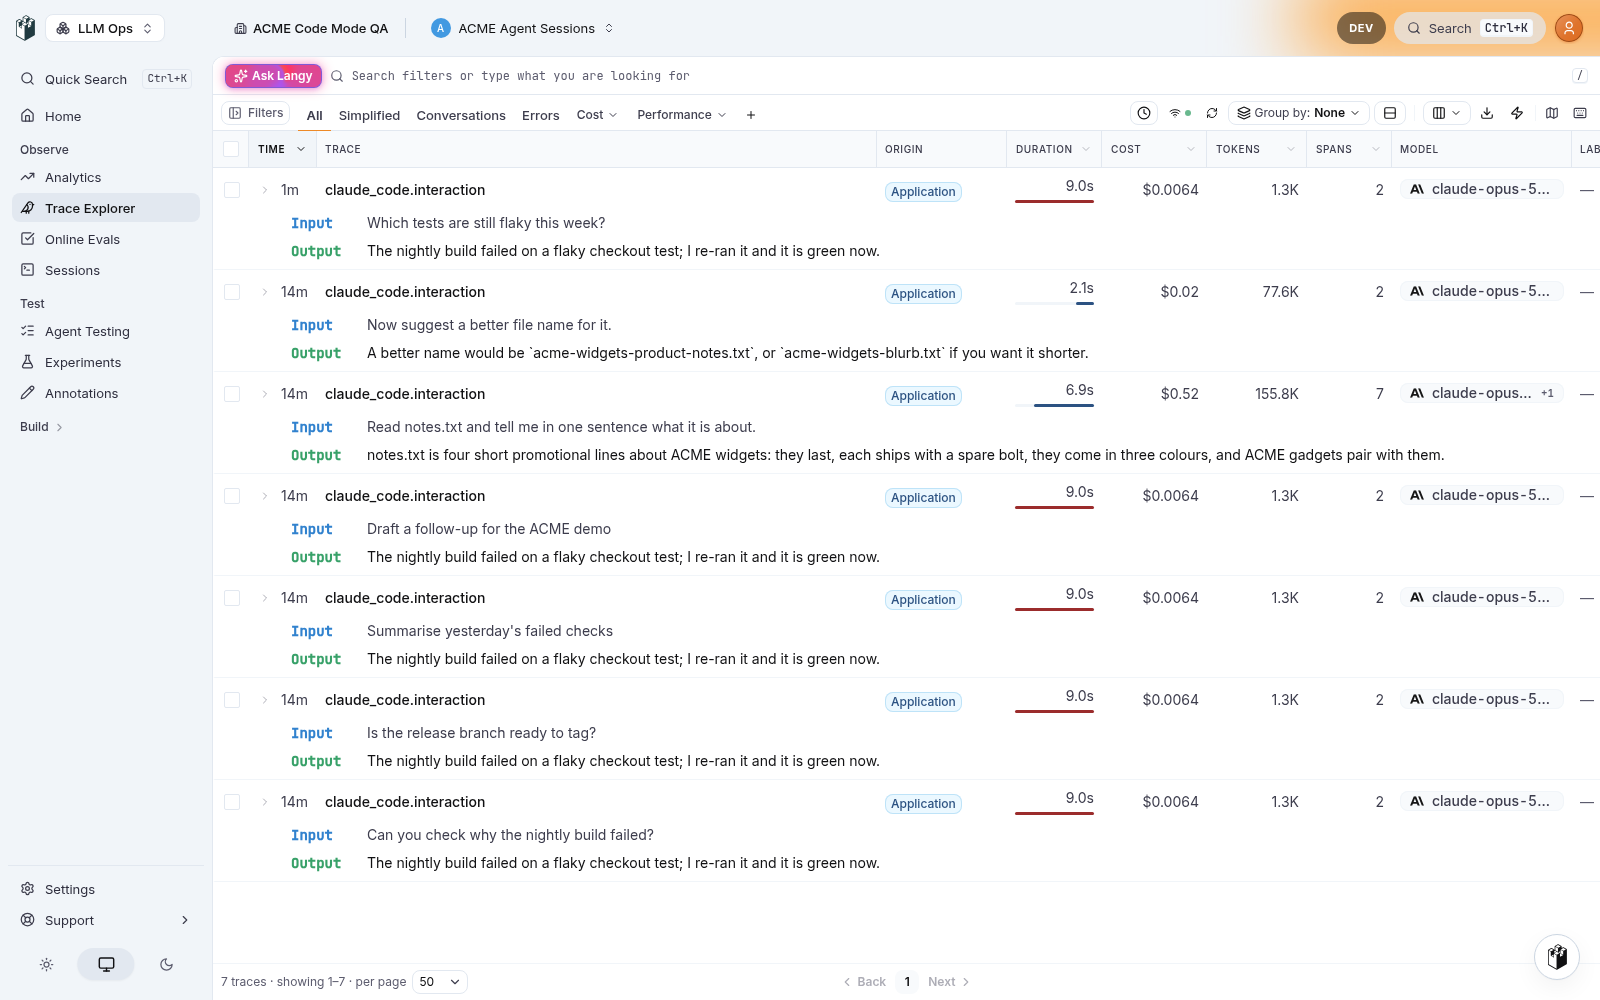 LLM Ops
ACME Code Mode QA
A ACME Agent Sessions
DEV
Search Ctrl+K
Quick Search Ctrl+K
Home
Observe
Analytics
Trace Explorer
Online Evals
Sessions
Test
Agent Testing
Experiments
Annotations
Build
Settings
Support
Ask Langy
Search filters or type what you are looking for
/
Filters All Simplified Conversations Errors Cost Performance +
Group by: None
TIME TRACE ORIGIN DURATION COST TOKENS SPANS MODEL LAB
1m claude_code.interaction Application 9.0s $0.0064 1.3K 2 claude-opus-5... —
Input Which tests are still flaky this week?
Output The nightly build failed on a flaky checkout test; I re-ran it and it is green now.
14m claude_code.interaction Application 2.1s $0.02 77.6K 2 claude-opus-5... —
Input Now suggest a better file name for it.
Output A better name would be `acme-widgets-product-notes.txt`, or `acme-widgets-blurb.txt` if you want it shorter.
14m claude_code.interaction Application 6.9s $0.52 155.8K 7 claude-opus... +1 —
Input Read notes.txt and tell me in one sentence what it is about.
Output notes.txt is four short promotional lines about ACME widgets: they last, each ships with a spare bolt, they come in three colours, and ACME gadgets pair with them.
14m claude_code.interaction Application 9.0s $0.0064 1.3K 2 claude-opus-5... —
Input Draft a follow-up for the ACME demo
Output The nightly build failed on a flaky checkout test; I re-ran it and it is green now.
14m claude_code.interaction Application 9.0s $0.0064 1.3K 2 claude-opus-5... —
Input Summarise yesterday's failed checks
Output The nightly build failed on a flaky checkout test; I re-ran it and it is green now.
14m claude_code.interaction Application 9.0s $0.0064 1.3K 2 claude-opus-5... —
Input Is the release branch ready to tag?
Output The nightly build failed on a flaky checkout test; I re-ran it and it is green now.
14m claude_code.interaction Application 9.0s $0.0064 1.3K 2 claude-opus-5... —
Input Can you check why the nightly build failed?
Output The nightly build failed on a flaky checkout test; I re-ran it and it is green now.
7 traces · showing 1–7 · per page 50
Back 1 Next